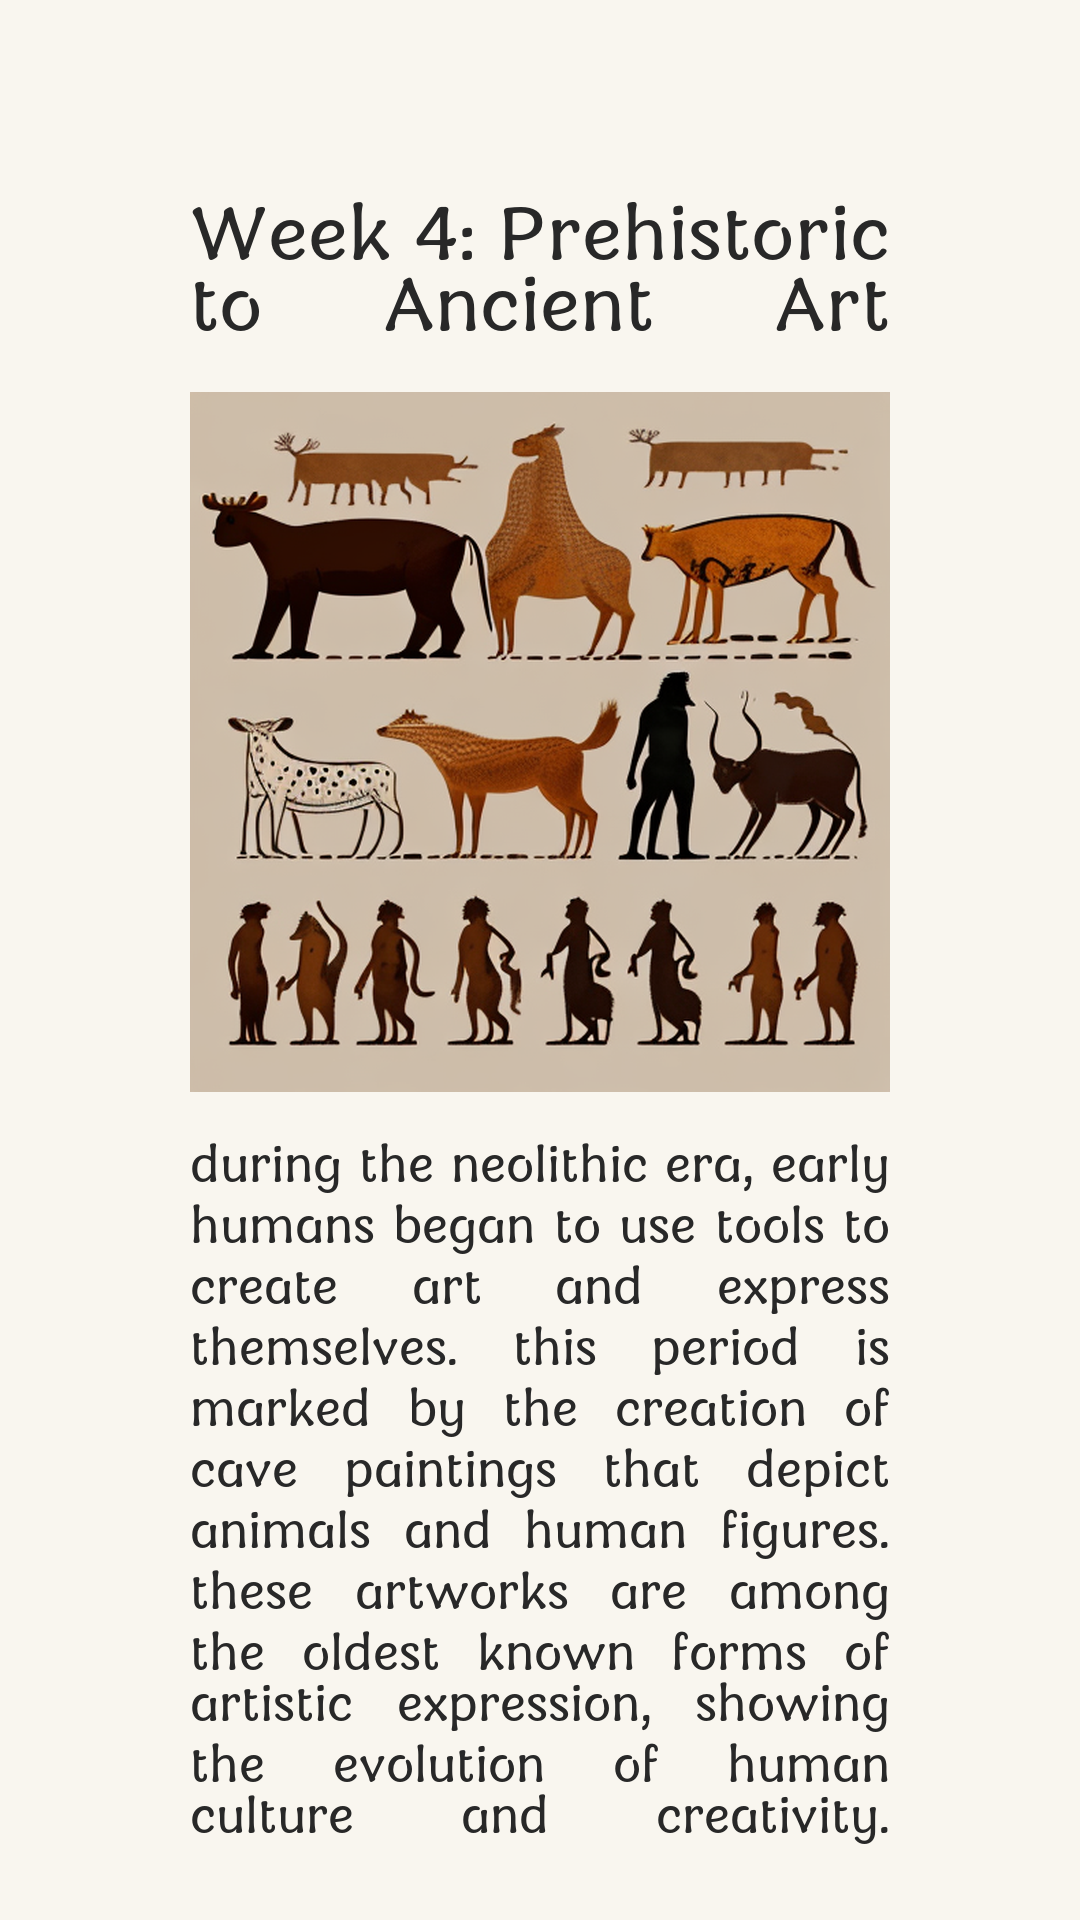 Week 4: Prehistoric
to Ancient Art
during the neolithic era, early
humans began to use tools to
create art and express
themselves. this period is
marked by the creation of
cave paintings that depict
animals and human figures.
these artworks are among
the oldest known forms of
artistic expression, showing
the evolution of human
culture and creativity.